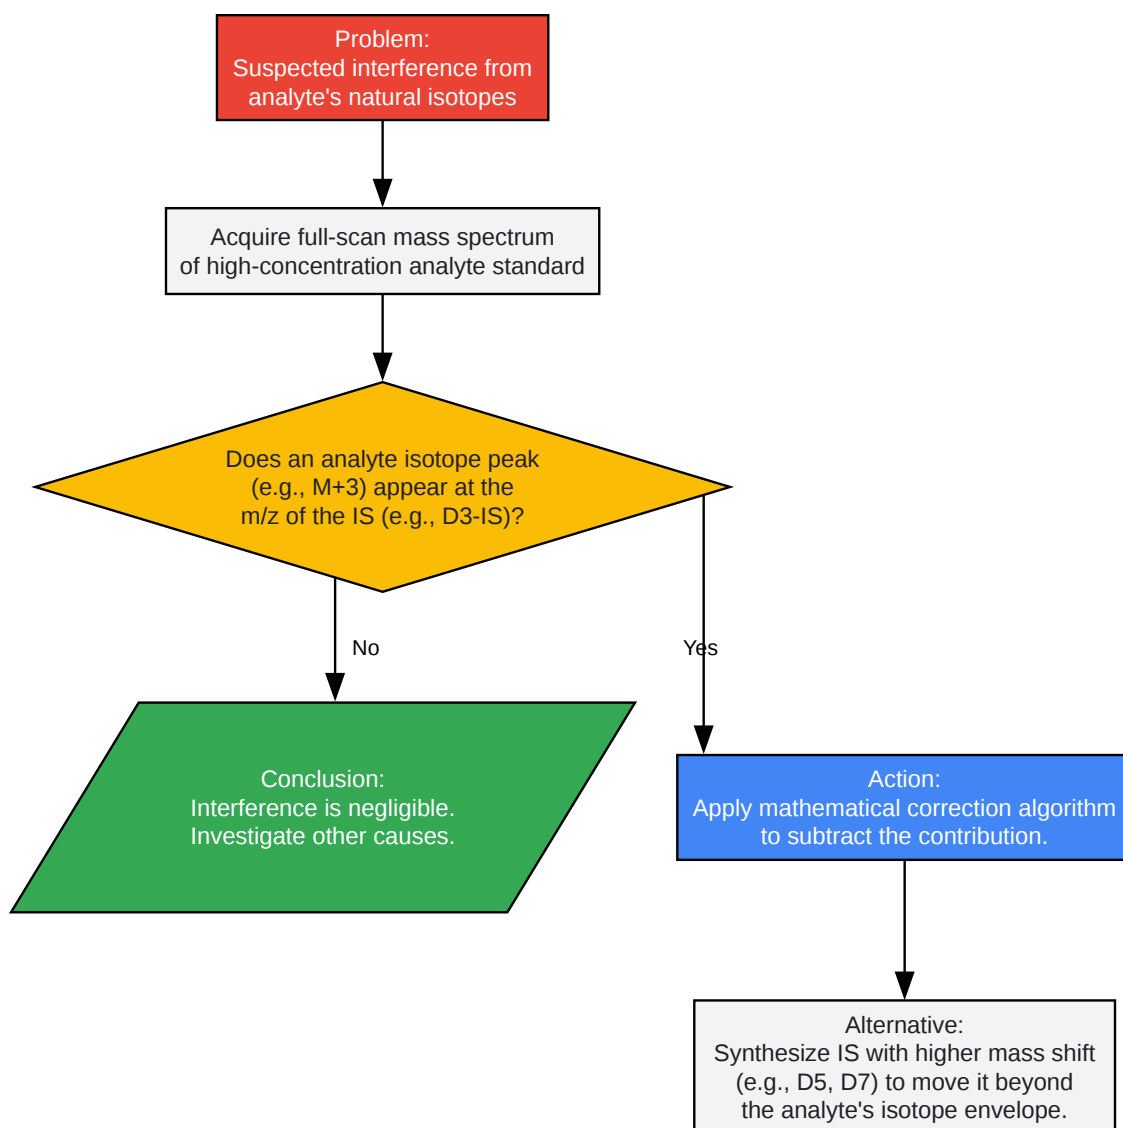 Problem:
Suspected interference from
analyte's natural isotopes
Acquire full-scan mass spectrum
of high-concentration analyte standard
Does an analyte isotope peak
(e.g., M+3) appear at the
m/z of the IS (e.g., D3-IS)?
No
Yes
Conclusion:
Interference is negligible.
Investigate other causes.
Action:
Apply mathematical correction algorithm
to subtract the contribution.
Alternative:
Synthesize IS with higher mass shift
(e.g., D5, D7) to move it beyond
the analyte's isotope envelope.